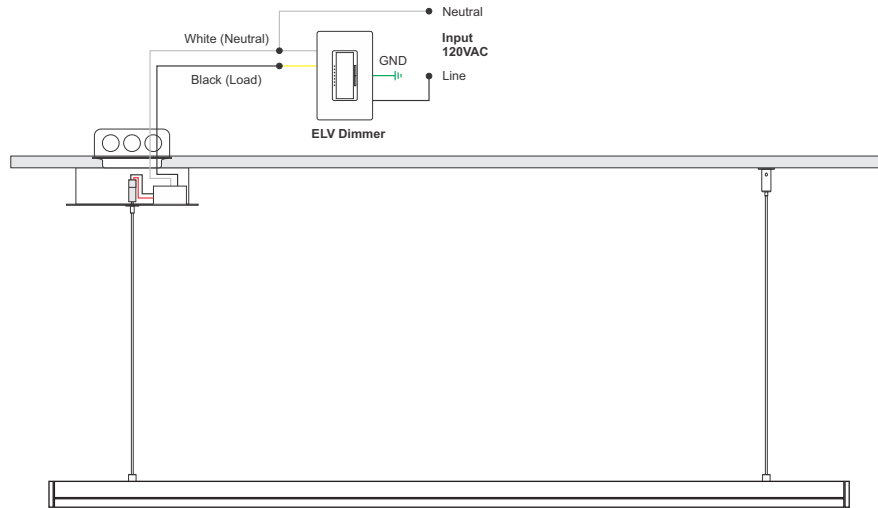 Neutral
White (Neutral)
Input
120VAC
GND
Black (Load)
Line
ELV Dimmer